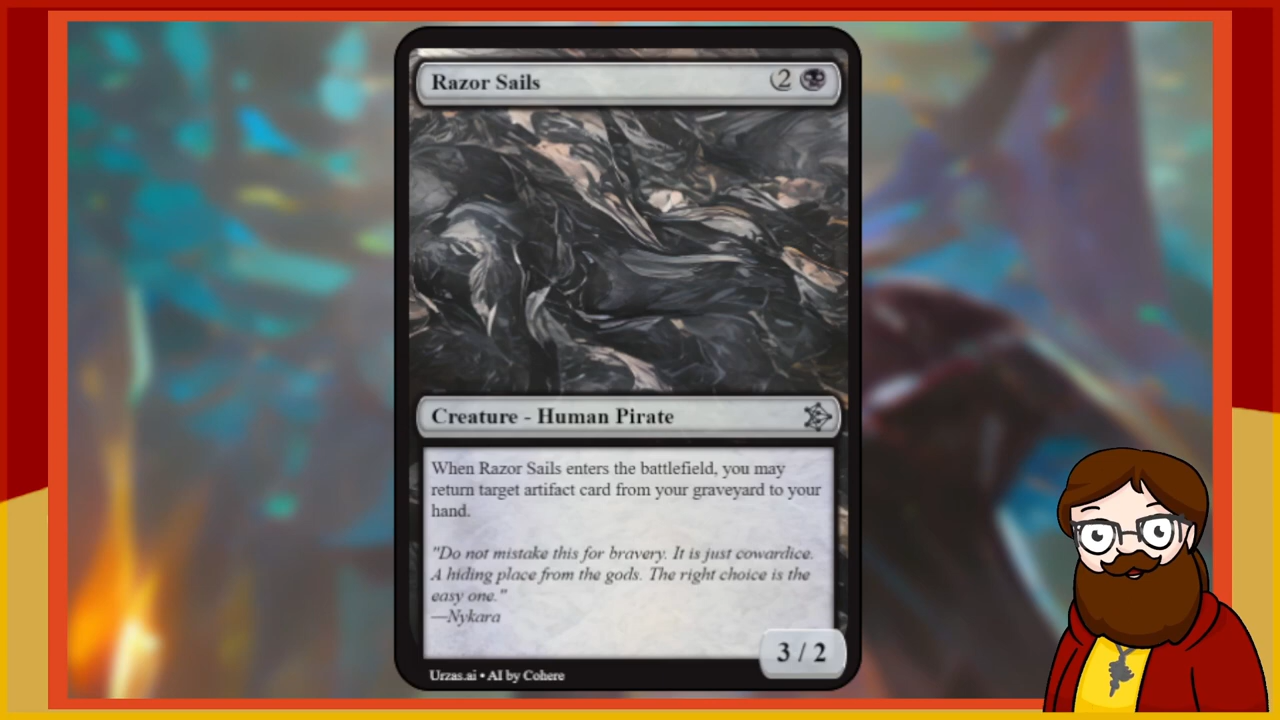 Razor Sails 2
Creature - Human Pirate
When Razor Sails enters the battlefield, you may
return target artifact card from your graveyard to your
hand.
"Do not mistake this for bravery. It is just cowardice.
A hiding place from the gods. The right choice is the
easy one."
—Nykara
3 / 2
Urzas.ai • AI by Cohere